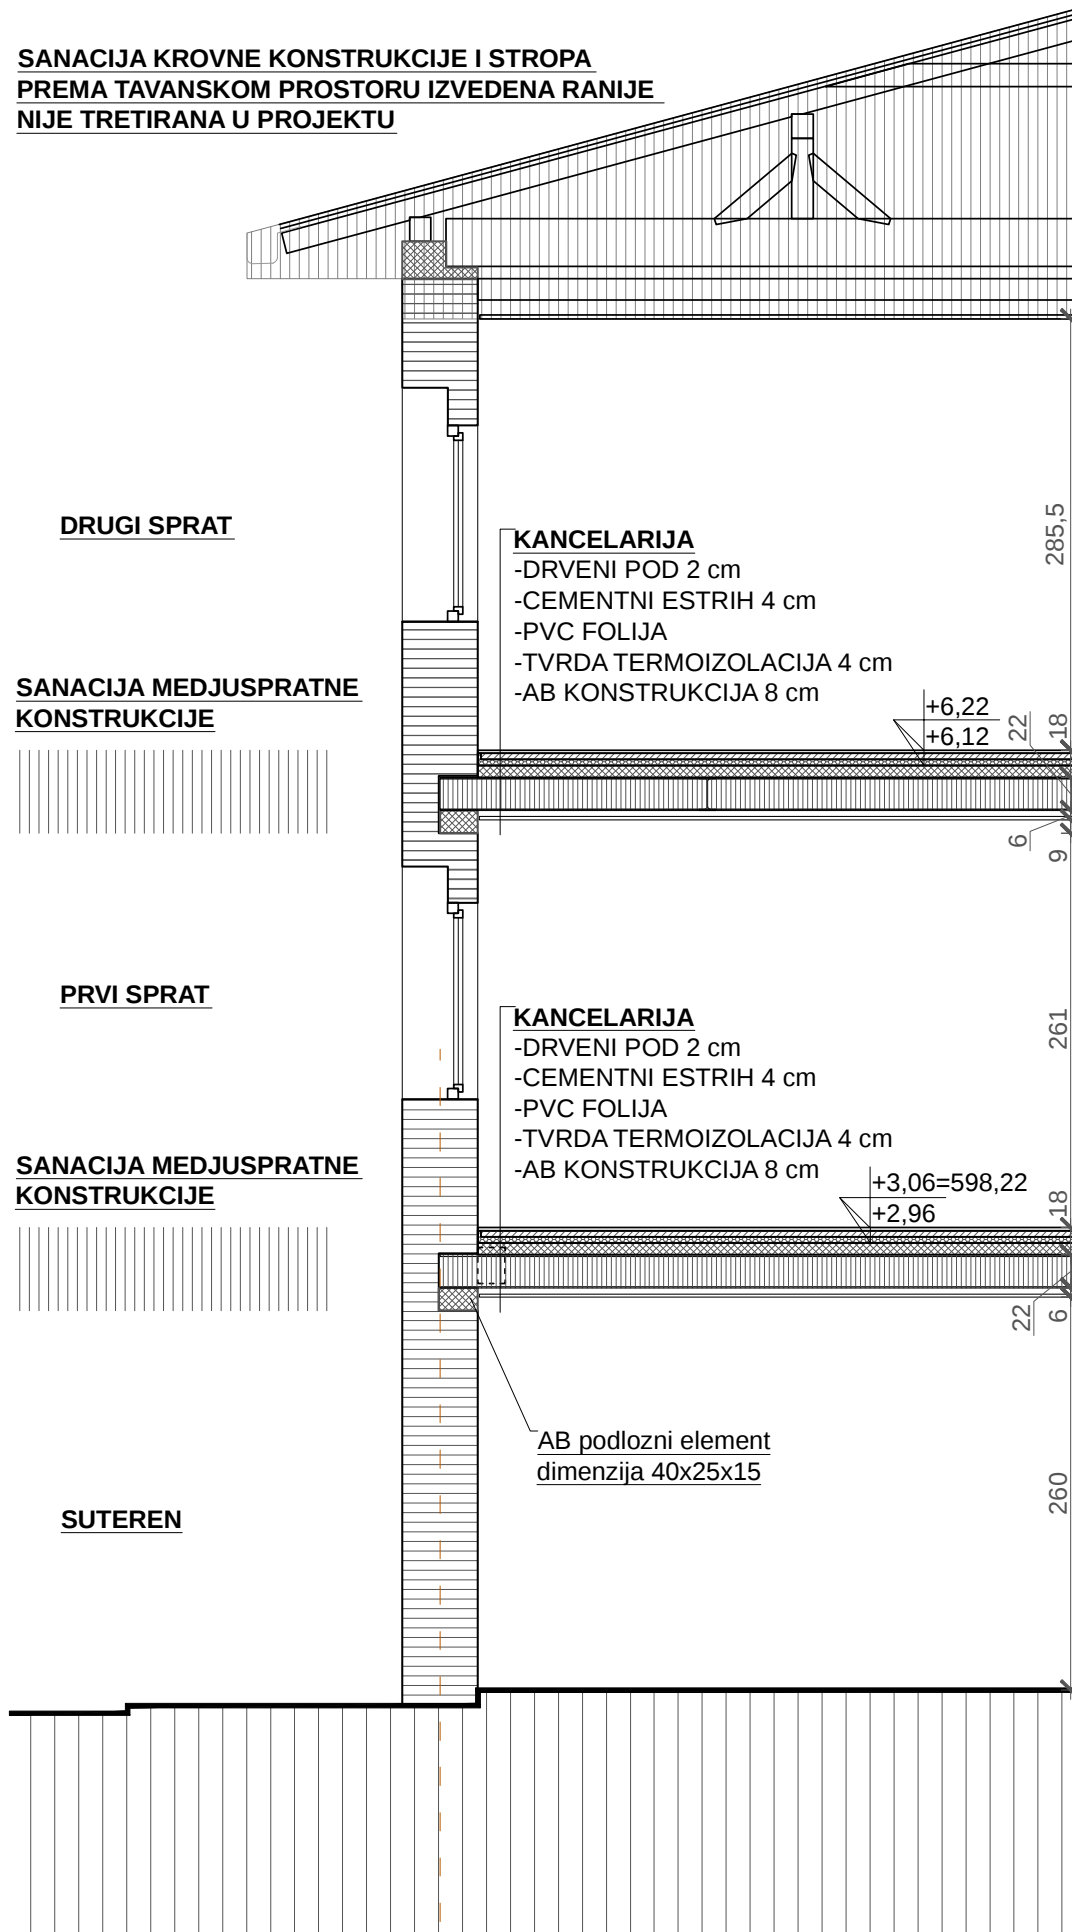 SANACIJA KROVNE KONSTRUKCIJE I STROPA
PREMA TAVANSKOM PROSTORU IZVEDENA RANIJE
NIJE TRETIRANA U PROJEKTU
DRUGI SPRAT
285,5
KANCELARIJA
-DRVENI POD 2 cm
-CEMENTNI ESTRIH 4 cm
-PVC FOLIJA
-TVRDA TERMOIZOLACIJA 4 cm
-AB KONSTRUKCIJA 8 cm
SANACIJA MEDJUSPRATNE
KONSTRUKCIJE
+6,22
+6,12
22
18
6
9
PRVI SPRAT
261
KANCELARIJA
-DRVENI POD 2 cm
-CEMENTNI ESTRIH 4 cm
-PVC FOLIJA
-TVRDA TERMOIZOLACIJA 4 cm
-AB KONSTRUKCIJA 8 cm
SANACIJA MEDJUSPRATNE
KONSTRUKCIJE
+3,06=598,22
+2,96
18
22
6
AB podlozni element
dimenzija 40x25x15
260
SUTEREN